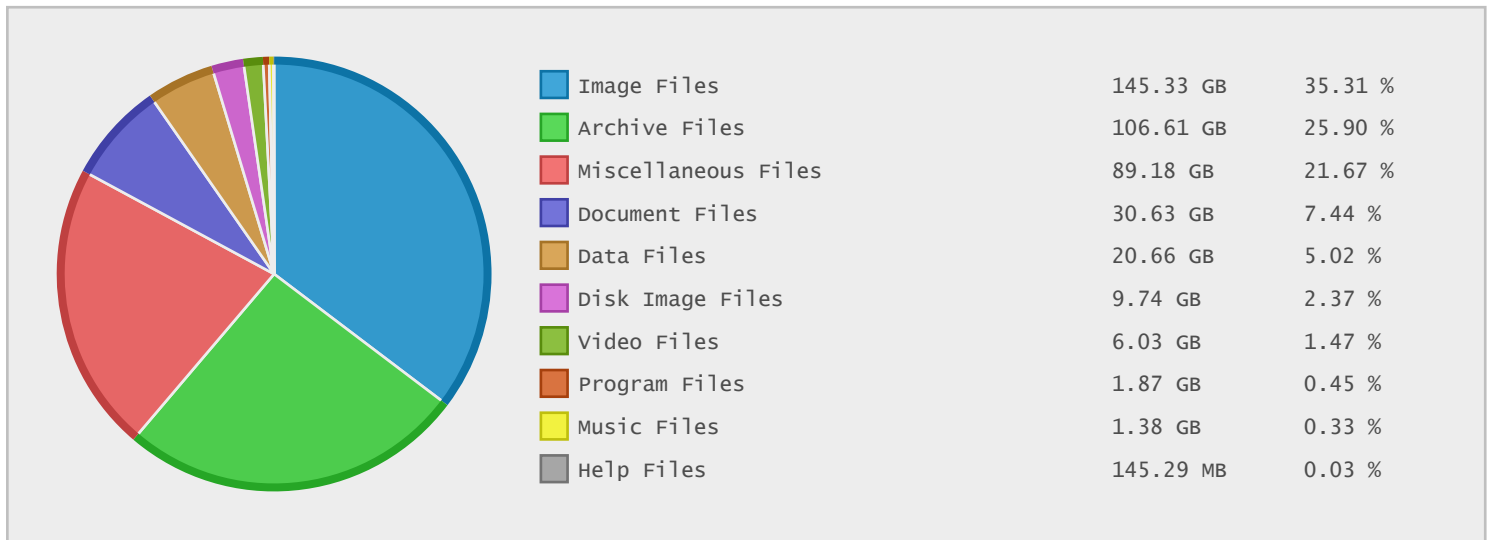 Image Files 145.33 GB 35.31 %
Archive Files 106.61 GB 25.90 %
Miscellaneous Files 89.18 GB 21.67 %
Document Files 30.63 GB 7.44 %
Data Files 20.66 GB 5.02 %
Disk Image Files 9.74 GB 2.37 %
Video Files 6.03 GB 1.47 %
Program Files 1.87 GB 0.45 %
Music Files 1.38 GB 0.33 %
Help Files 145.29 MB 0.03 %